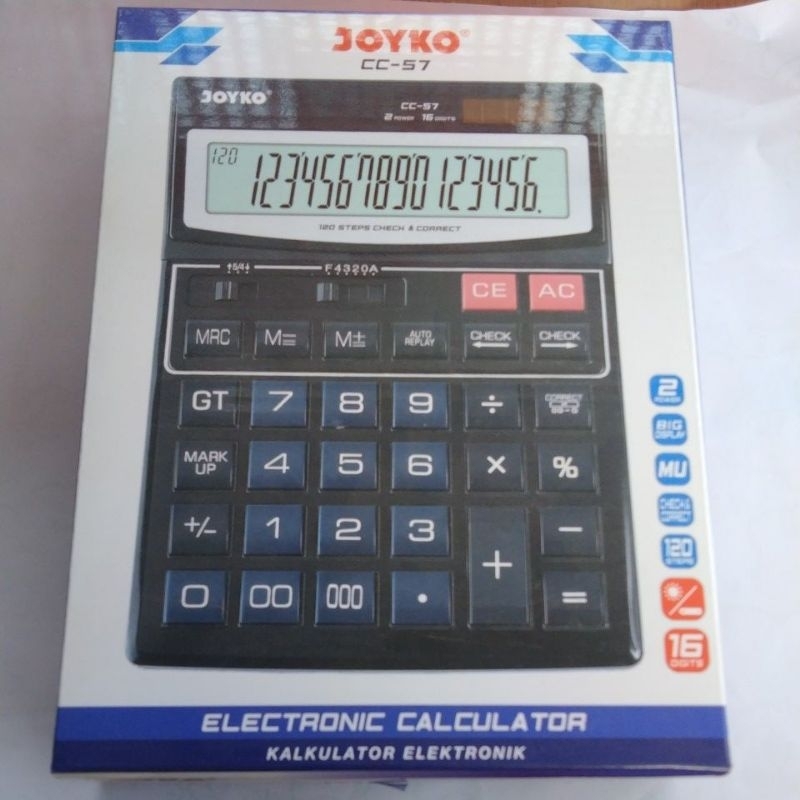 JOYKO
CC-57
JOYKO
CC-57
2 POWER 16 DIGITS
120
1234567890123456.
120 STEPS CHECK & CORRECT
F4320A
CE AC
MRC M= M± AUTO REPLAY CHECK CHECK
GT 7 8 9 ÷ CORRECT
MARK UP 4 5 6 × %
+/- 1 2 3 + −
0 00 000 . =
2 POWER
BIG DISPLAY
MU
CHECK & CORRECT
120 STEPS
16 DIGITS
ELECTRONIC CALCULATOR
KALKULATOR ELEKTRONIK